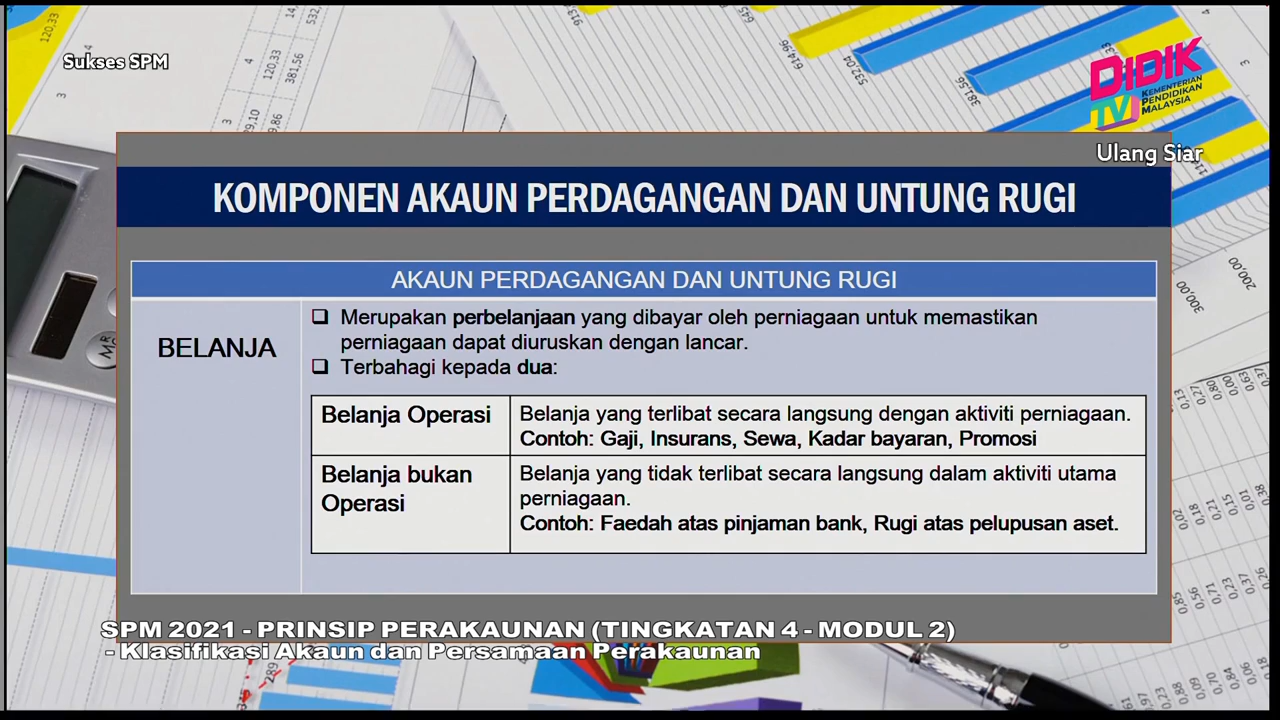 Sukses SPM
DIDIK
TV
KEMENTERIAN
PENDIDIKAN
MALAYSIA
Ulang Siar
KOMPONEN AKAUN PERDAGANGAN DAN UNTUNG RUGI
AKAUN PERDAGANGAN DAN UNTUNG RUGI
BELANJA
❑ Merupakan perbelanjaan yang dibayar oleh perniagaan untuk memastikan
perniagaan dapat diuruskan dengan lancar.
❑ Terbahagi kepada dua:
Belanja Operasi
Belanja yang terlibat secara langsung dengan aktiviti perniagaan.
Contoh: Gaji, Insurans, Sewa, Kadar bayaran, Promosi
Belanja bukan
Operasi
Belanja yang tidak terlibat secara langsung dalam aktiviti utama
perniagaan.
Contoh: Faedah atas pinjaman bank, Rugi atas pelupusan aset.
SPM 2021 - PRINSIP PERAKAUNAN (TINGKATAN 4 - MODUL 2)
- Klasifikasi Akaun dan Persamaan Perakaunan